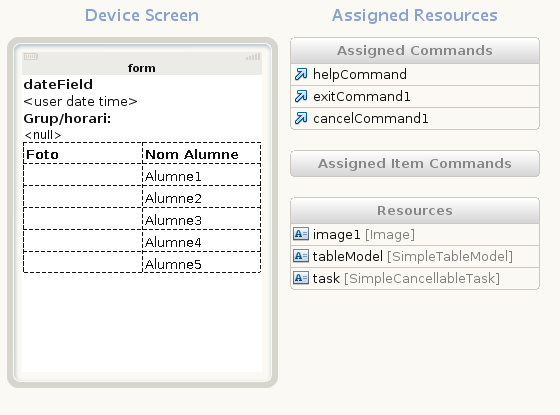 Device Screen
form
dateField
<user date time>
Grup/horari:
<null>
Foto Nom Alumne
Alumne1
Alumne2
Alumne3
Alumne4
Alumne5
Assigned Resources
Assigned Commands
helpCommand
exitCommand1
cancelCommand1
Assigned Item Commands
Resources
image1 [Image]
tableModel [SimpleTableModel]
task [SimpleCancellableTask]